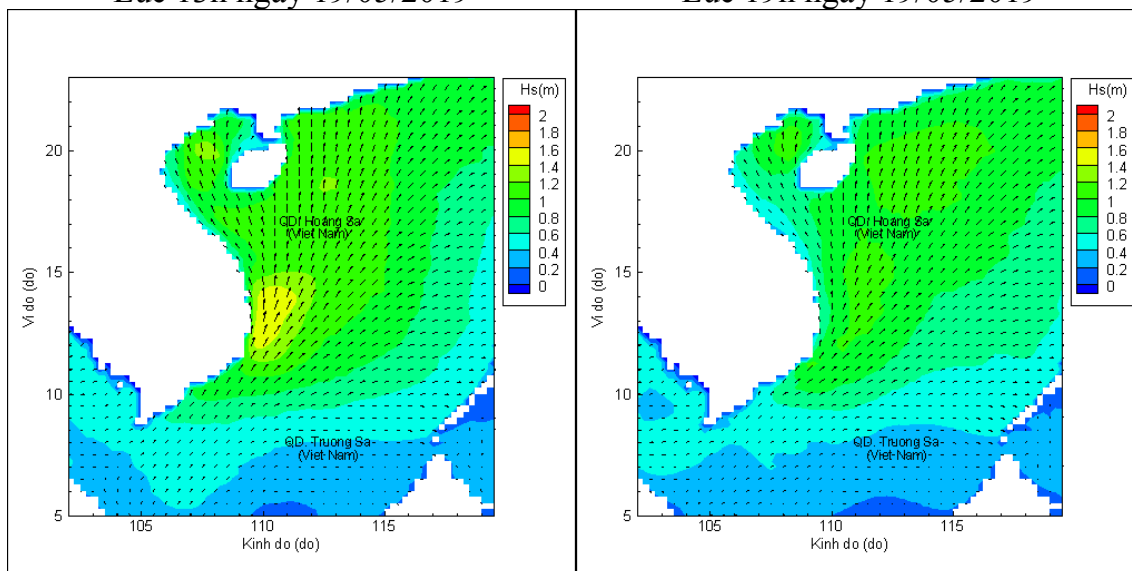 Hs(m)
2
1.8
1.6
1.4
1.2
1
0.8
0.6
0.4
0.2
0
20
15
10
5
Vi do (do)
QD. Hoang Sa
(Viet Nam)
QD. Truong Sa
(Viet Nam)
105
110
115
Kinh do (do)
Hs(m)
2
1.8
1.6
1.4
1.2
1
0.8
0.6
0.4
0.2
0
20
15
10
5
Vi do (do)
QD. Hoang Sa
(Viet Nam)
QD. Truong Sa
(Viet Nam)
105
110
115
Kinh do (do)